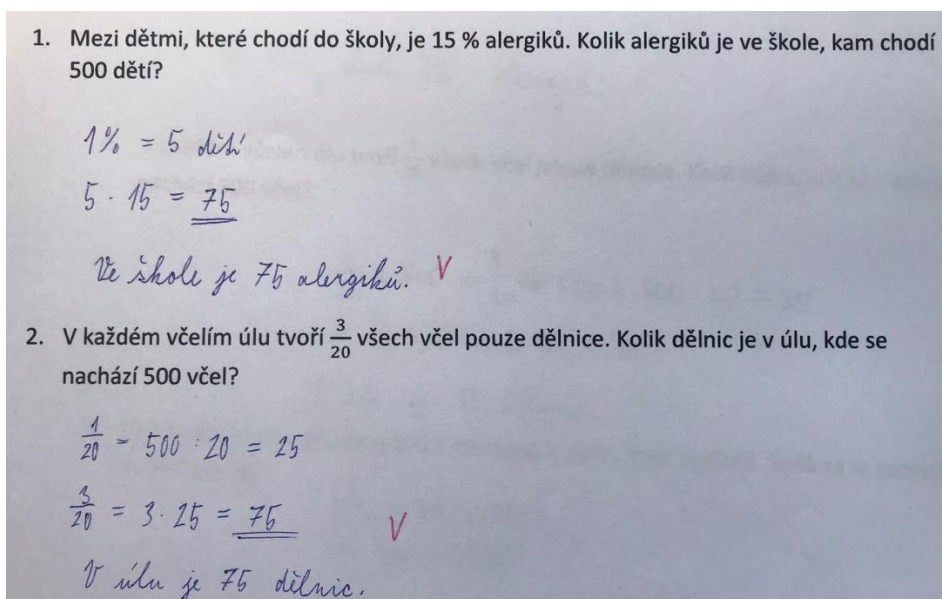 1. Mezi dětmi, které chodí do školy, je 15 % alergiků. Kolik alergiků je ve škole, kam chodí
500 dětí?
1% = 5 dětí
5 · 15 = 75
Ve škole je 75 alergiků. V
2. V každém včelím úlu tvoří 3/20 všech včel pouze dělnice. Kolik dělnic je v úlu, kde se
nachází 500 včel?
1/20 - 500 : 20 = 25
3/20 = 3 · 25 = 75 V
V úlu je 75 dělnic.